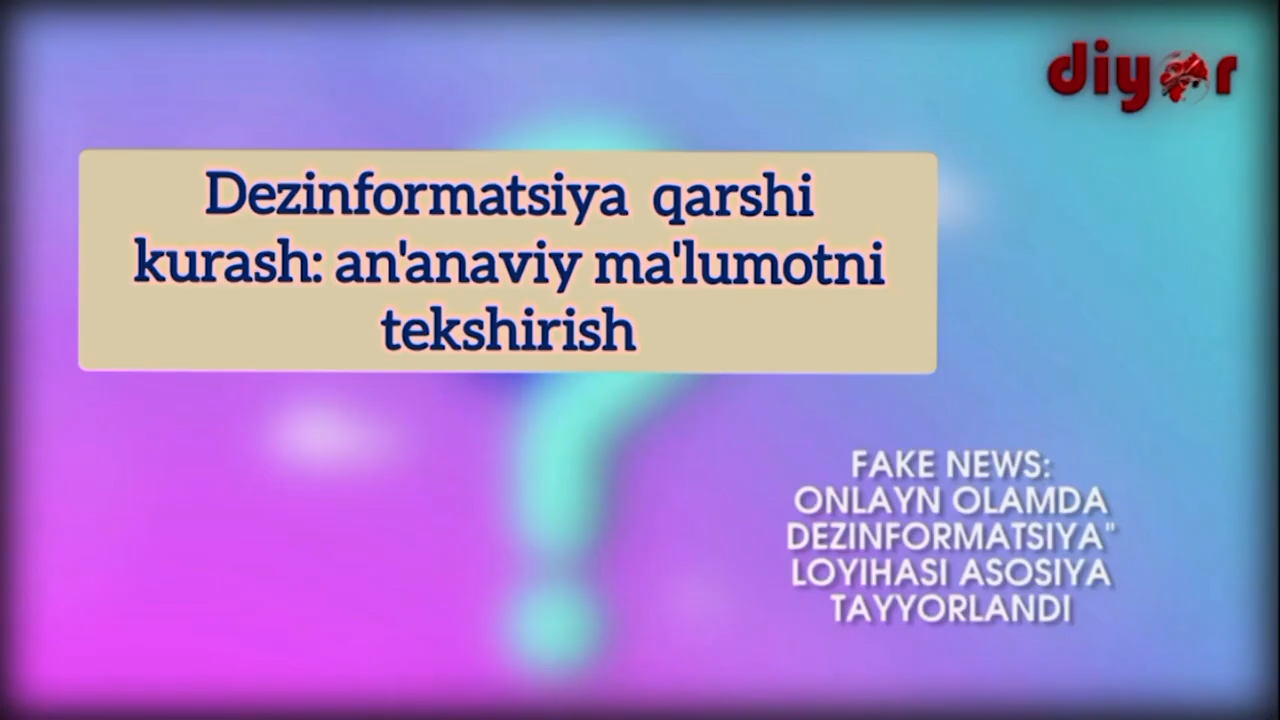 diyor
Dezinformatsiya qarshi
kurash: an'anaviy ma'lumotni
tekshirish
FAKE NEWS:
ONLAYN OLAMDA
DEZINFORMATSIYA"
LOYIHASI ASOSIYA
TAYYORLANDI